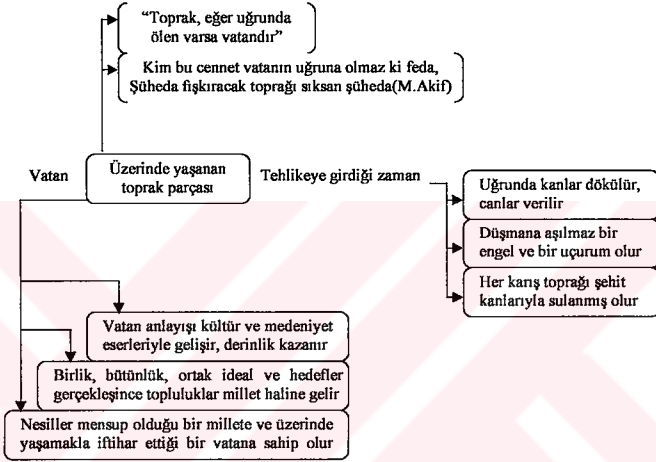 “Toprak, eğer uğrunda
ölen varsa vatandır”
Kim bu cennet vatanın uğruna olmaz ki feda,
Şüheda fışkıracak toprağı sıksan şüheda(M.Akif)
Vatan
Üzerinde yaşanan
toprak parçası
Tehlikeye girdiği zaman
Uğrunda kanlar dökülür,
canlar verilir
Düşmana aşılmaz bir
engel ve bir uçurum olur
Her karış toprağı şehit
kanlarıyla sulanmış olur
Vatan anlayışı kültür ve medeniyet
eserleriyle gelişir, derinlik kazanır
Birlik, bütünlük, ortak ideal ve hedefler
gerçekleşince topluluklar millet haline gelir
Nesiller mensup olduğu bir millete ve üzerinde
yaşamakla iftihar ettiği bir vatana sahip olur